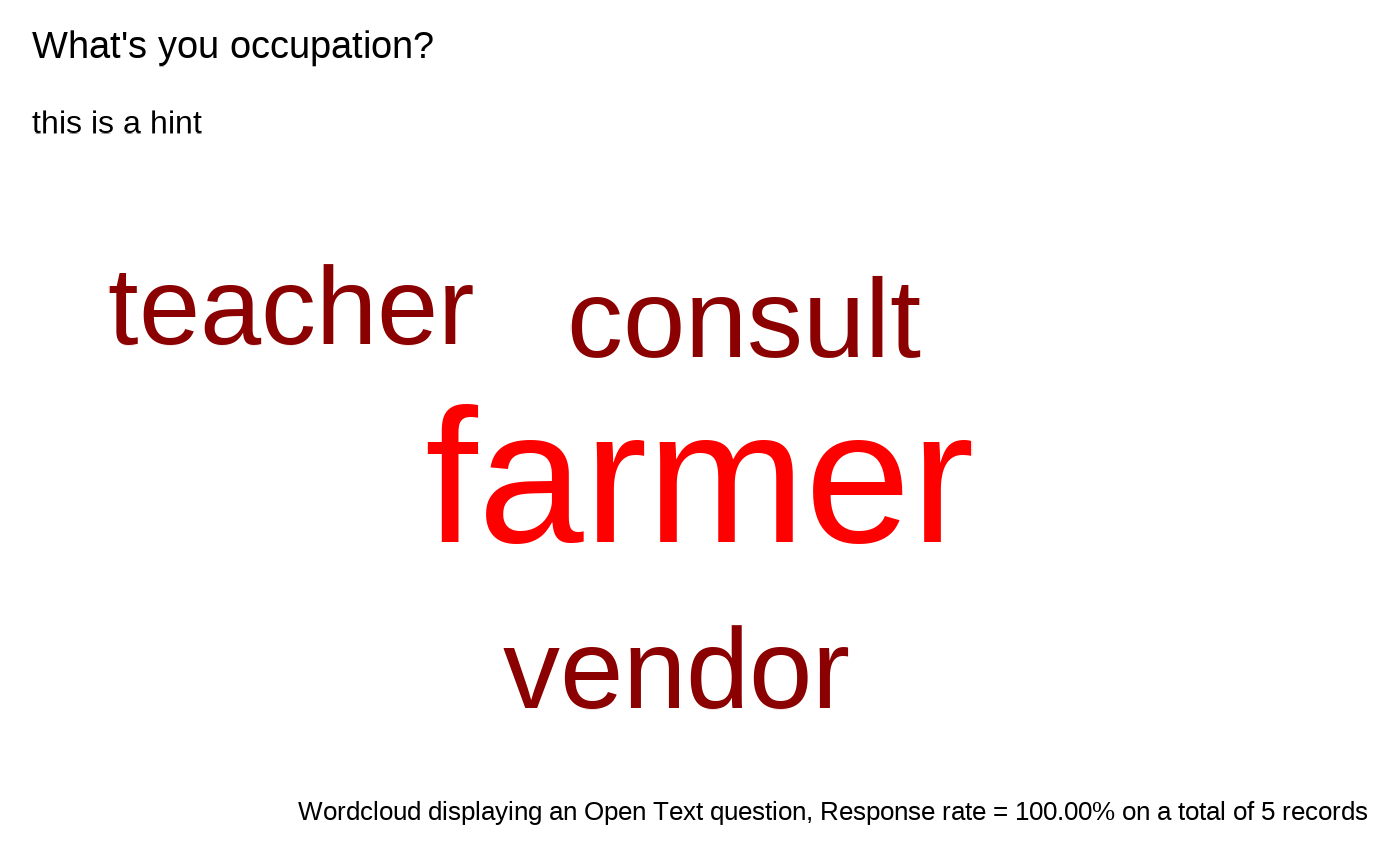 What's you occupation?
this is a hint
teacher consult
farmer
vendor
Wordcloud displaying an Open Text question, Response rate = 100.00% on a total of 5 records